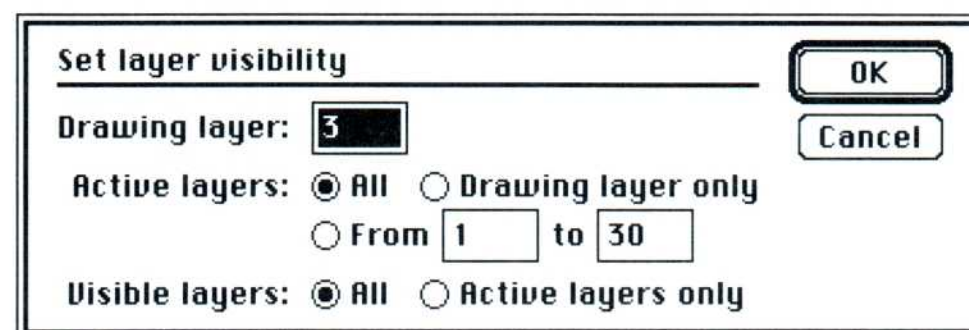 Set layer visibility
OK
Drawing layer: 3
Cancel
Active layers: All Drawing layer only
From 1 to 30
Visible layers: All Active layers only